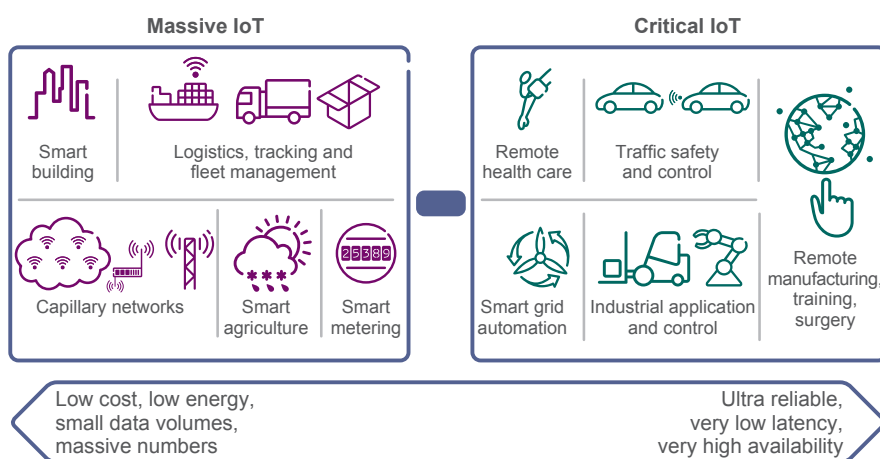 Massive IoT
Critical IoT
Smart
building
Logistics, tracking and
fleet management
Capillary networks
Smart
agriculture
25389
Smart
metering
Remote
health care
Traffic safety
and control
Smart grid
automation
Industrial application
and control
Remote
manufacturing,
training,
surgery
Low cost, low energy,
small data volumes,
massive numbers
Ultra reliable,
very low latency,
very high availability